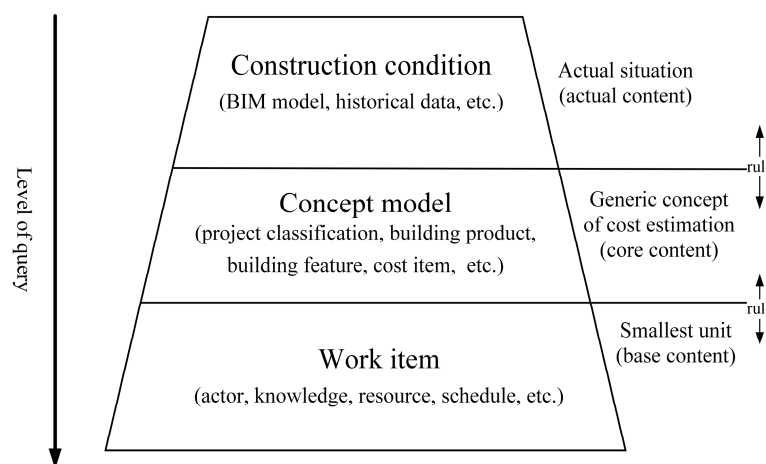 Construction condition
(BIM model, historical data, etc.)
Actual situation
(actual content)
rul
Level of query
Concept model
(project classification, building product,
building feature, cost item, etc.)
Generic concept
of cost estimation
(core content)
rul
Work item
(actor, knowledge, resource, schedule, etc.)
Smallest unit
(base content)